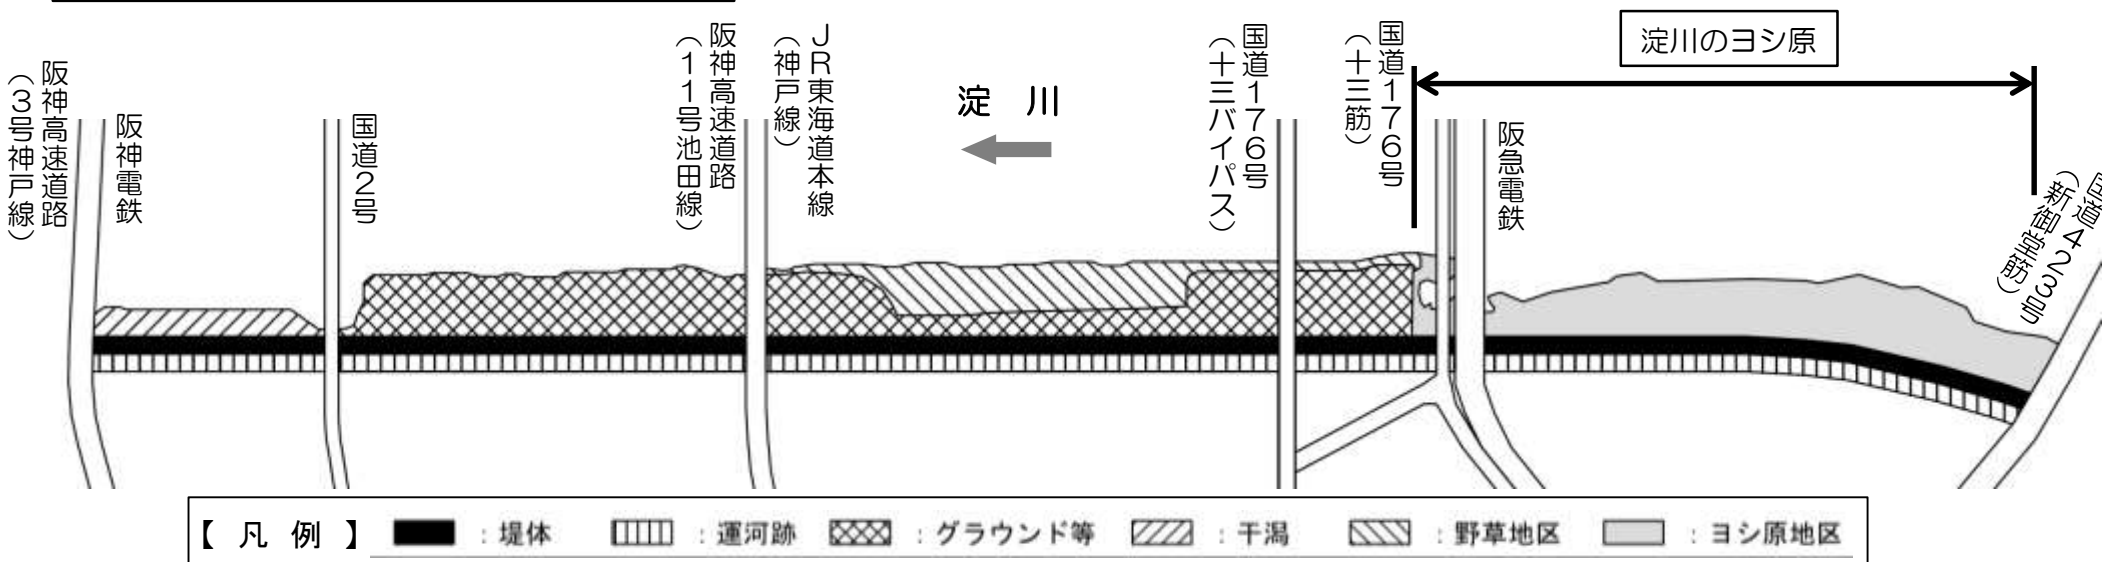 阪神高速道路
（３号神戸線）
阪神電鉄
国道２号
阪神高速道路
（１１号池田線）
ＪＲ東海道本線
（神戸線）
淀 川
国道１７６号
（十三バイパス）
国道１７６号
（十三筋）
阪急電鉄
淀川のヨシ原
国道４２３号
（新御堂筋）
【 凡 例 】 ：堤体 ：運河跡 ：グラウンド等 ：干潟 ：野草地区 ：ヨシ原地区